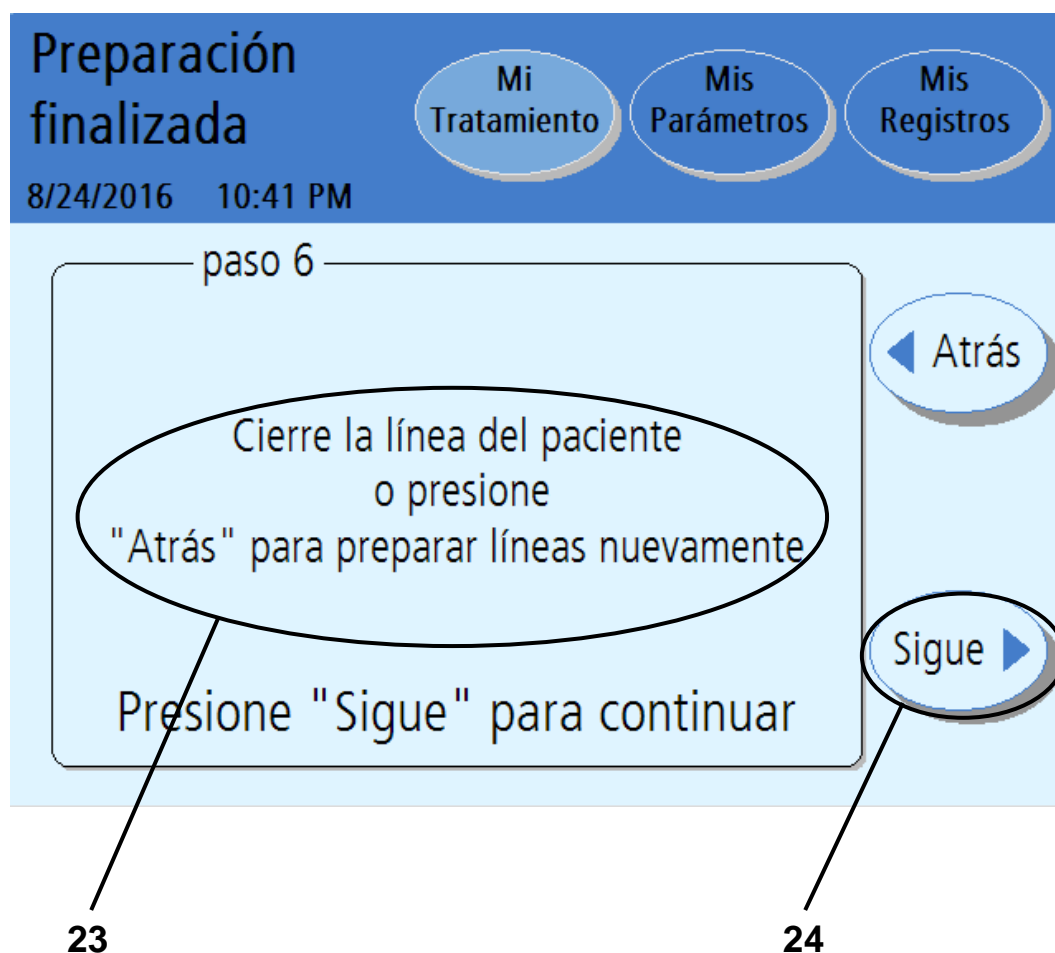 Preparación
finalizada
8/24/2016 10:41 PM
Mi
Tratamiento
Mis
Parámetros
Mis
Registros
paso 6
Cierre la línea del paciente
o presione
"Atrás" para preparar líneas nuevamente
Presione "Sigue" para continuar
Atrás
Sigue
23
24